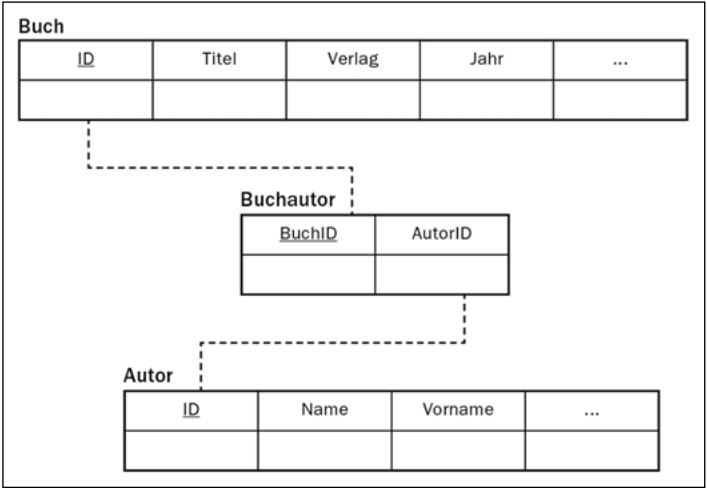 Buch
ID Titel Verlag Jahr ...
Buchautor
BuchID AutorID
Autor
ID Name Vorname ...